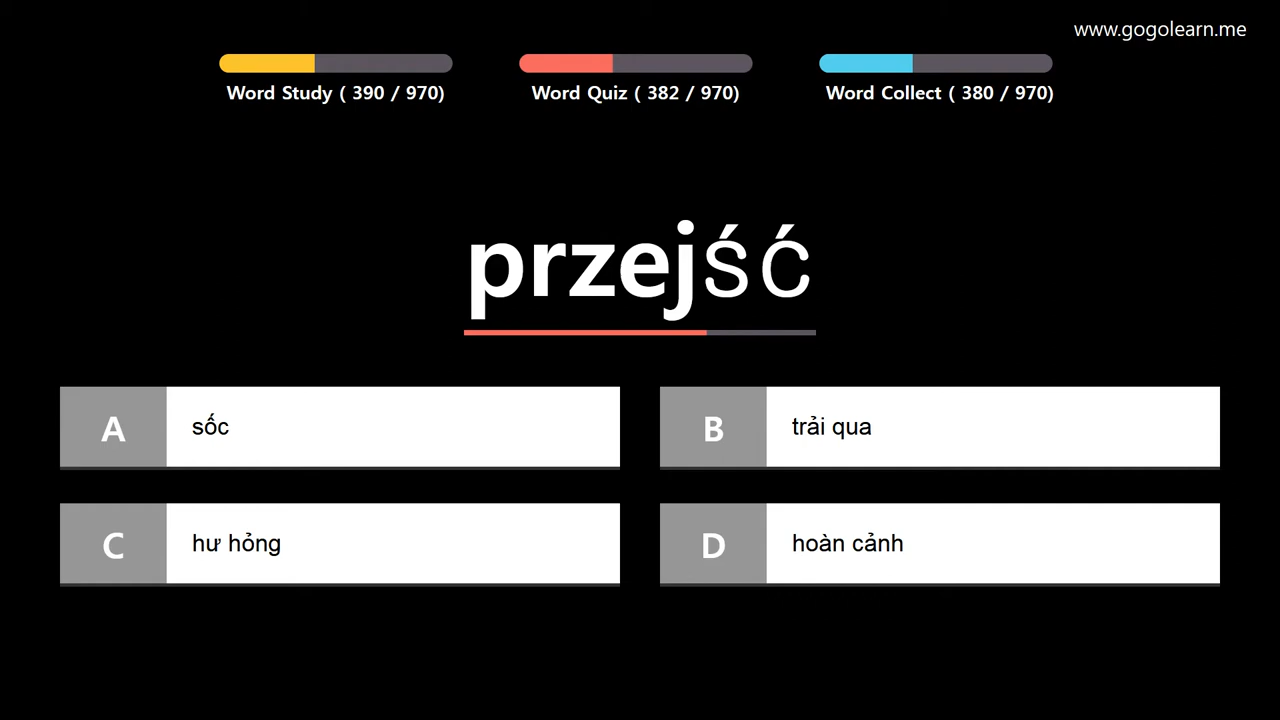 www.gogolearn.me
Word Study ( 390 / 970)
Word Quiz ( 382 / 970)
Word Collect ( 380 / 970)
przejść
A sốc
B trải qua
C hư hỏng
D hoàn cảnh